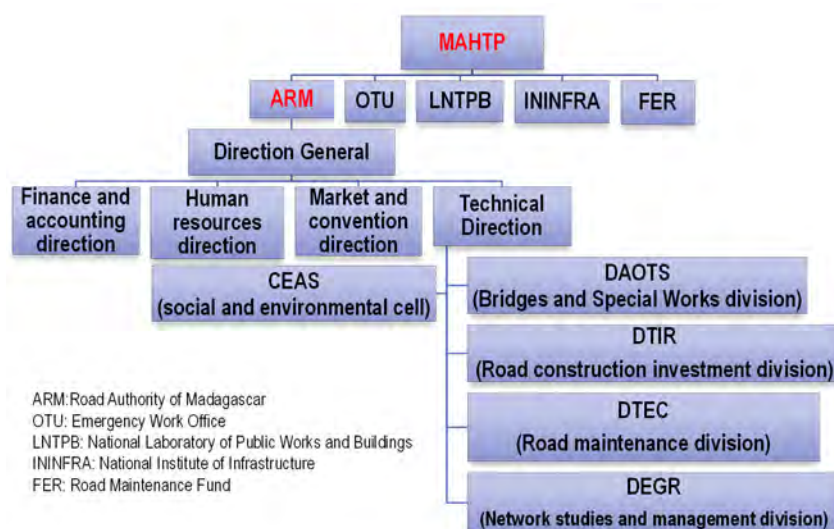 MAHTP
ARM
OTU
LNTPB
ININFRA
FER
Direction General
Finance and
accounting
direction
Human
resources
direction
Market and
convention
direction
Technical
Direction
CEAS
(social and environmental cell)
DAOTS
(Bridges and Special Works division)
DTIR
(Road construction investment division)
DTEC
(Road maintenance division)
DEGR
(Network studies and management division)
ARM:Road Authority of Madagascar
OTU: Emergency Work Office
LNTPB: National Laboratory of Public Works and Buildings
ININFRA: National Institute of Infrastructure
FER: Road Maintenance Fund